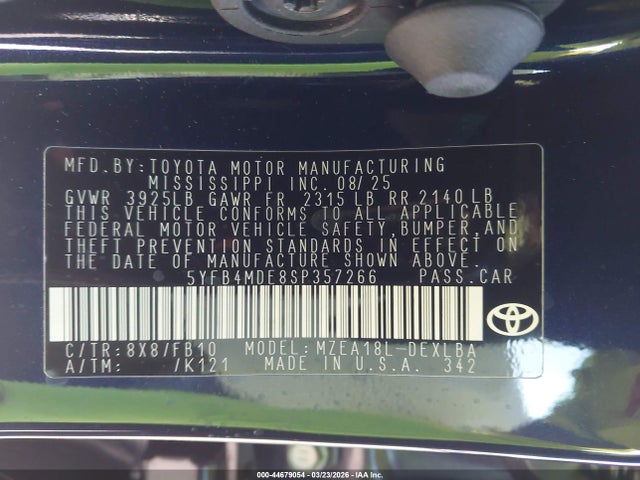 MFD. BY: TOYOTA MOTOR MANUFACTURING
MISSISSIPPI INC. 08/25
GVWR 3925LB GAWR FR 2315 LB RR 2140 LB
THIS VEHICLE CONFORMS TO ALL APPLICABLE
FEDERAL MOTOR VEHICLE SAFETY, BUMPER, AND
THEFT PREVENTION STANDARDS IN EFFECT ON
THE DATE OF MANUFACTURE SHOWN ABOVE.
5YFB4MDE8SP357266 PASS. CAR
C/TR: 8X8/FB10 MODEL: MZEA18L-DEXLBA
A/TM: /K121 MADE IN U.S.A. 342
000-44679054 | 03/23/2026 - IAA Inc.